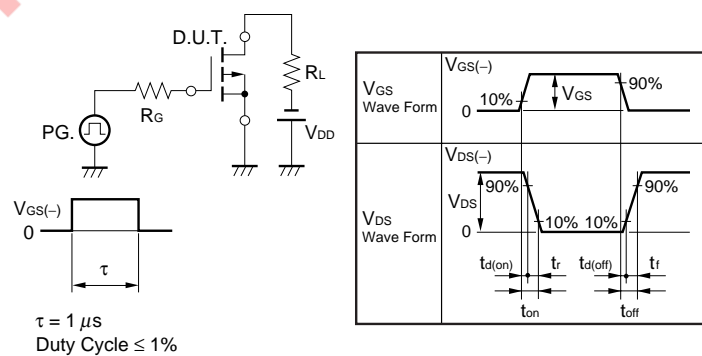 D.U.T.
RL
RG
PG.
VDD
VGS(−)
0
τ
τ = 1 μs
Duty Cycle ≤ 1%
VGS
Wave Form
VGS(−)
10%
VGS
90%
0
VDS
Wave Form
VDS(−)
90%
90%
VDS
10% 10%
0
td(on) tr td(off) tf
ton toff